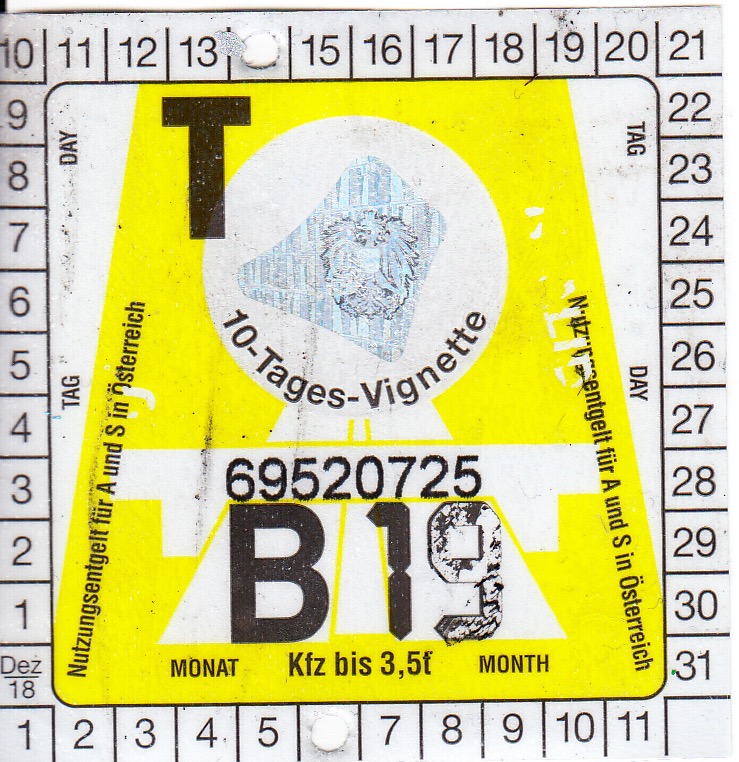 10 11 12 13 15 16 17 18 19 20 21
9
8
7
6
5
4
3
2
1
Dez
18
22
23
24
25
26
27
28
29
30
31
DAY
TAG
TAG
DAY
T
10-Tages-Vignette
Nutzungsentgelt für A und S in Österreich
Nutzungsentgelt für A und S in Österreich
69520725
B 19
MONAT Kfz bis 3,5t MONTH
1 2 3 4 5 7 8 9 10 11